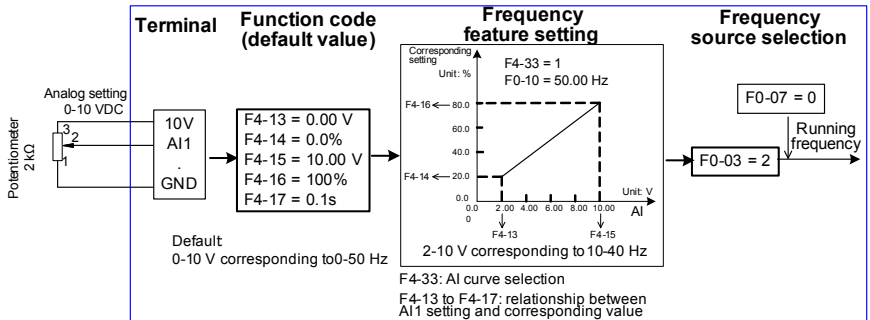 Terminal
Function code
(default value)
Frequency
feature setting
Frequency
source selection
Analog setting
0-10 VDC
Potentiometer
2 kΩ
3
2
1
10V
AI1
.
GND
F4-13 = 0.00 V
F4-14 = 0.0%
F4-15 = 10.00 V
F4-16 = 100%
F4-17 = 0.1s
Default
0-10 V corresponding to0-50 Hz
Corresponding
setting
Unit: %
F4-33 = 1
F0-10 = 50.00 Hz
F4-16
80.0
60.0
40.0
F4-14
20.0
0.0
0
2.00 4.00 6.00 8.00 10.00
Unit: V
AI
F4-13
F4-15
2-10 V corresponding to10-40 Hz
F4-33: AI curve selection
F4-13 to F4-17: relationship between
AI1 setting and corresponding value
F0-07 = 0
F0-03 = 2
Running
frequency